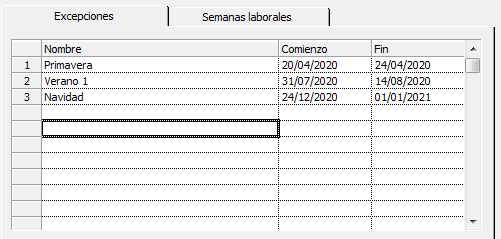 Excepciones Semanas laborales
Nombre Comienzo Fin
1 Primavera 20/04/2020 24/04/2020
2 Verano 1 31/07/2020 14/08/2020
3 Navidad 24/12/2020 01/01/2021